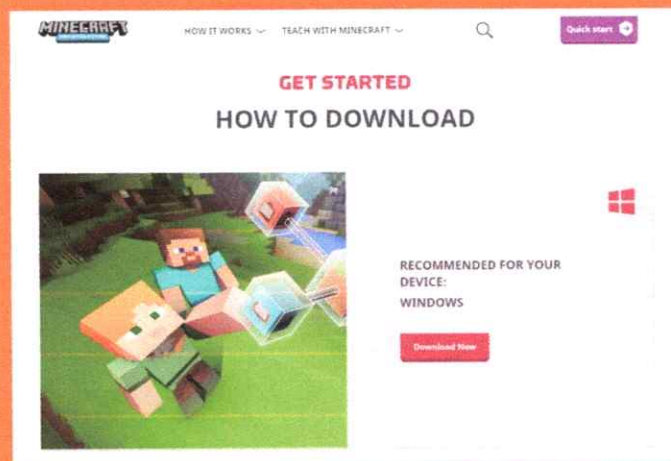 MINECRAFT
HOW IT WORKS
TEACH WITH MINECRAFT
Quick start
GET STARTED
HOW TO DOWNLOAD
RECOMMENDED FOR YOUR
DEVICE:
WINDOWS
Download Now